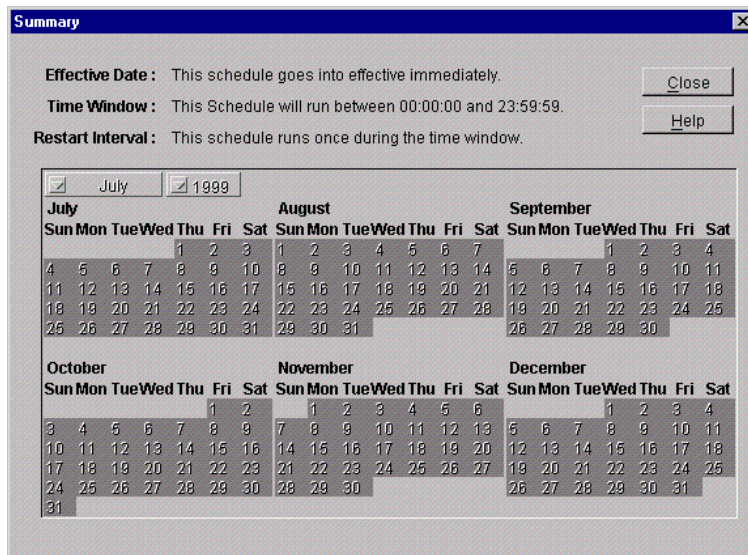 Summary
Effective Date : This schedule goes into effective immediately.
Close
Time Window : This Schedule will run between 00:00:00 and 23:59:59.
Help
Restart Interval : This schedule runs once during the time window.
July 1999
July August September
Sun Mon Tue Wed Thu Fri Sat Sun Mon Tue Wed Thu Fri Sat Sun Mon Tue Wed Thu Fri Sat
1 2 3 1 2 3 4 5 6 7 1 2 3 4
4 5 6 7 8 9 10 8 9 10 11 12 13 14 5 6 7 8 9 10 11
11 12 13 14 15 16 17 15 16 17 18 19 20 21 12 13 14 15 16 17 18
18 19 20 21 22 23 24 22 23 24 25 26 27 28 19 20 21 22 23 24 25
25 26 27 28 29 30 31 29 30 31 26 27 28 29 30
October November December
Sun Mon Tue Wed Thu Fri Sat Sun Mon Tue Wed Thu Fri Sat Sun Mon Tue Wed Thu Fri Sat
1 2 1 2 3 4 5 6 1 2 3 4
3 4 5 6 7 8 9 7 8 9 10 11 12 13 5 6 7 8 9 10 11
10 11 12 13 14 15 16 14 15 16 17 18 19 20 12 13 14 15 16 17 18
17 18 19 20 21 22 23 21 22 23 24 25 26 27 19 20 21 22 23 24 25
24 25 26 27 28 29 30 28 29 30 26 27 28 29 30 31
31